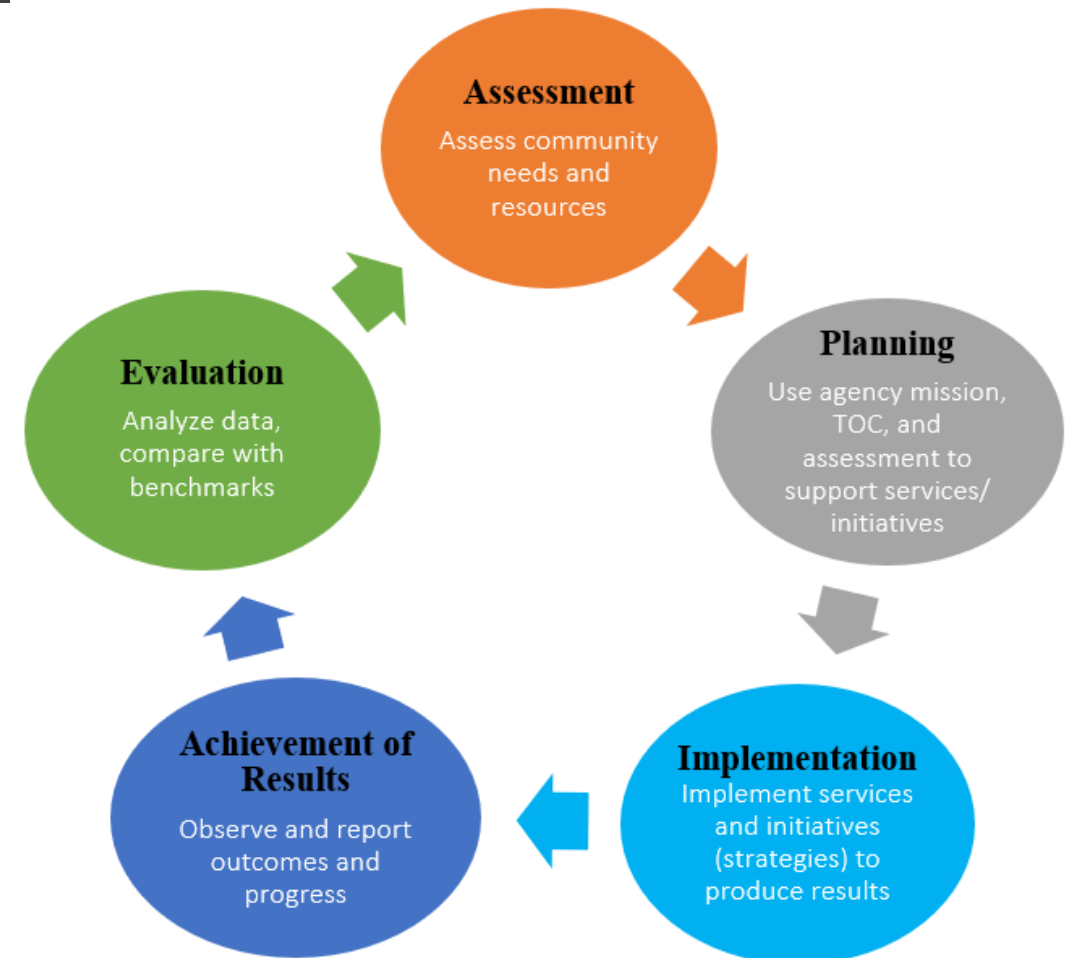 Assessment
Assess community
needs and
resources
Planning
Use agency mission,
TOC, and
assessment to
support services/
initiatives
Implementation
Implement services
and initiatives
(strategies) to
produce results
Achievement of
Results
Observe and report
outcomes and
progress
Evaluation
Analyze data,
compare with
benchmarks